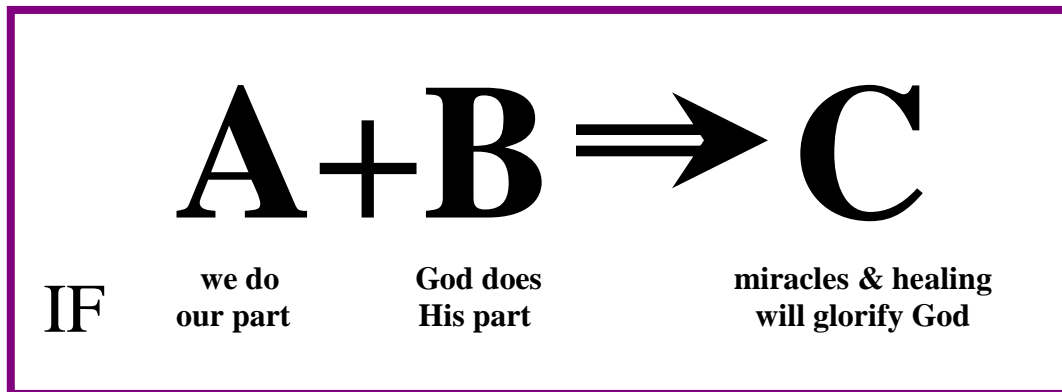 A+B ⇒ C
we do God does miracles & healing
IF our part His part will glorify God